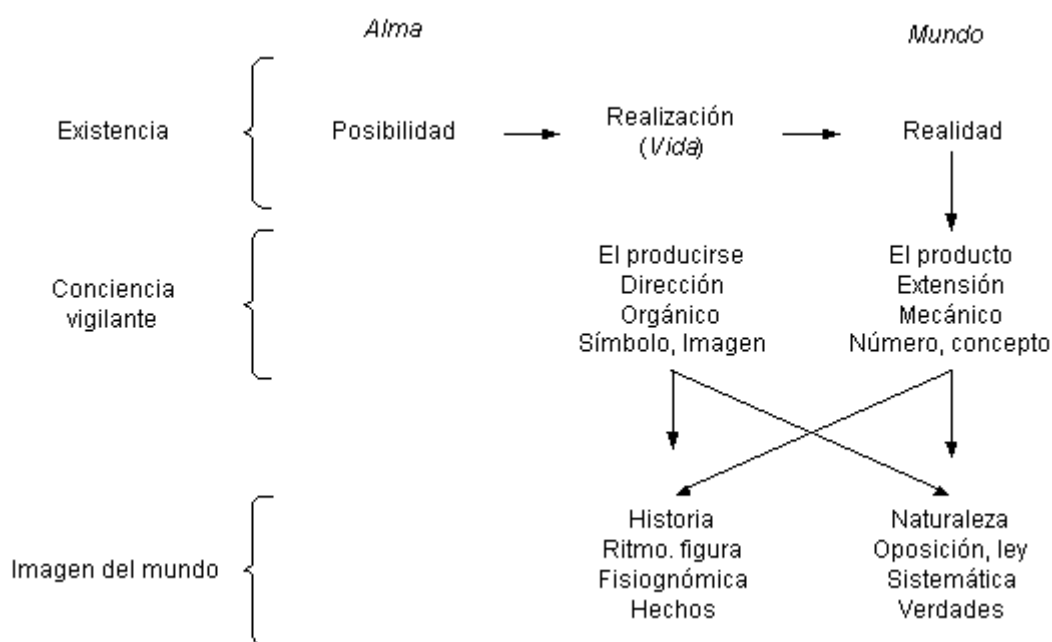 Alma
Mundo
Existencia
Posibilidad
Realización
(Vida)
Realidad
Conciencia
vigilante
El producirse
Dirección
Orgánico
Símbolo, Imagen
El producto
Extensión
Mecánico
Número, concepto
Imagen del mundo
Historia
Ritmo. figura
Fisiognómica
Hechos
Naturaleza
Oposición, ley
Sistemática
Verdades